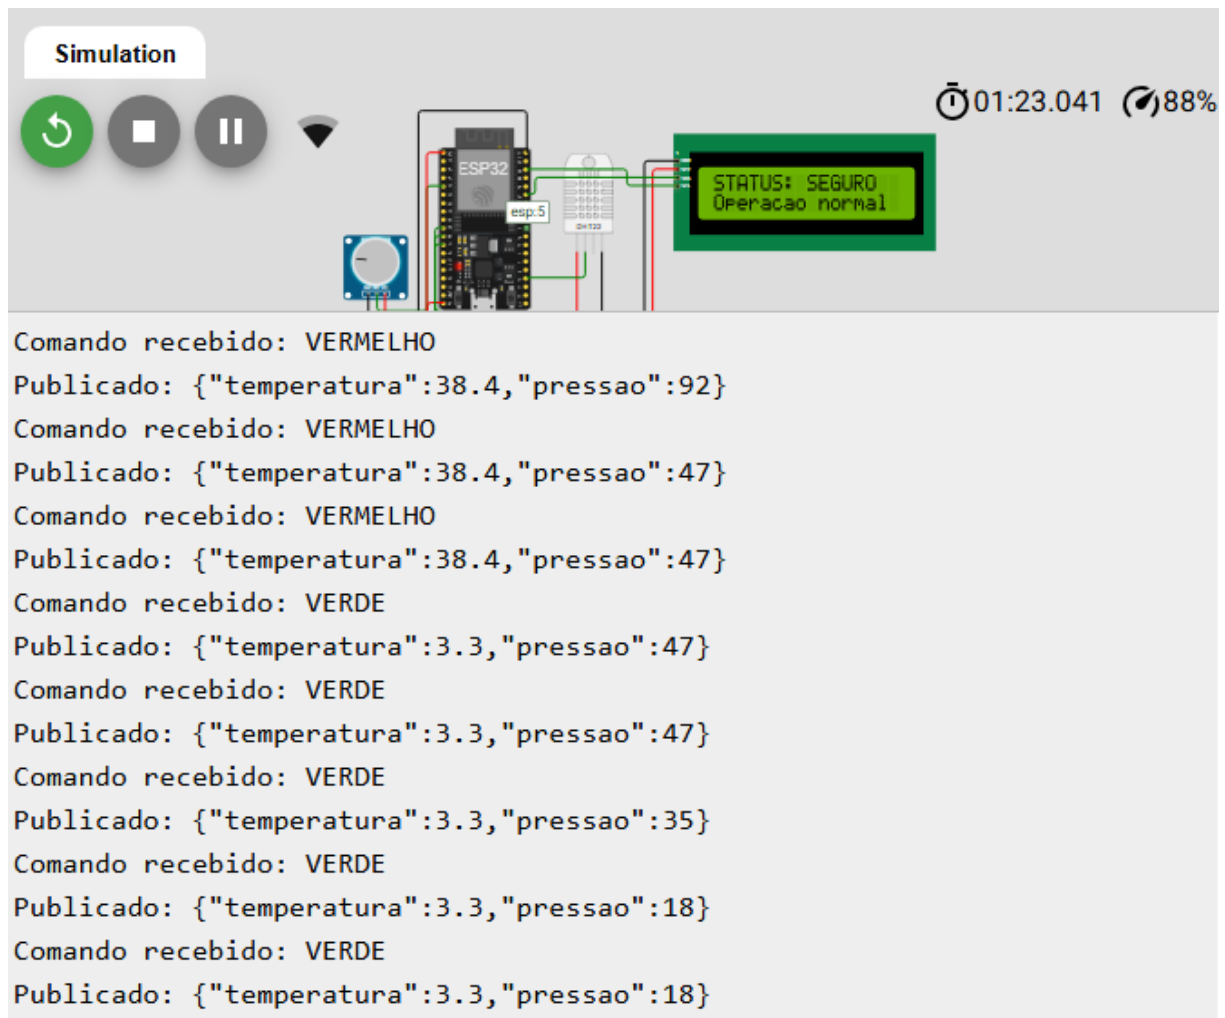 Simulation
01:23.041 88%
ESP32
esp:5
DHT22
STATUS: SEGURO
Operacao normal
Comando recebido: VERMELHO
Publicado: {"temperatura":38.4,"pressao":92}
Comando recebido: VERMELHO
Publicado: {"temperatura":38.4,"pressao":47}
Comando recebido: VERMELHO
Publicado: {"temperatura":38.4,"pressao":47}
Comando recebido: VERDE
Publicado: {"temperatura":3.3,"pressao":47}
Comando recebido: VERDE
Publicado: {"temperatura":3.3,"pressao":47}
Comando recebido: VERDE
Publicado: {"temperatura":3.3,"pressao":35}
Comando recebido: VERDE
Publicado: {"temperatura":3.3,"pressao":18}
Comando recebido: VERDE
Publicado: {"temperatura":3.3,"pressao":18}